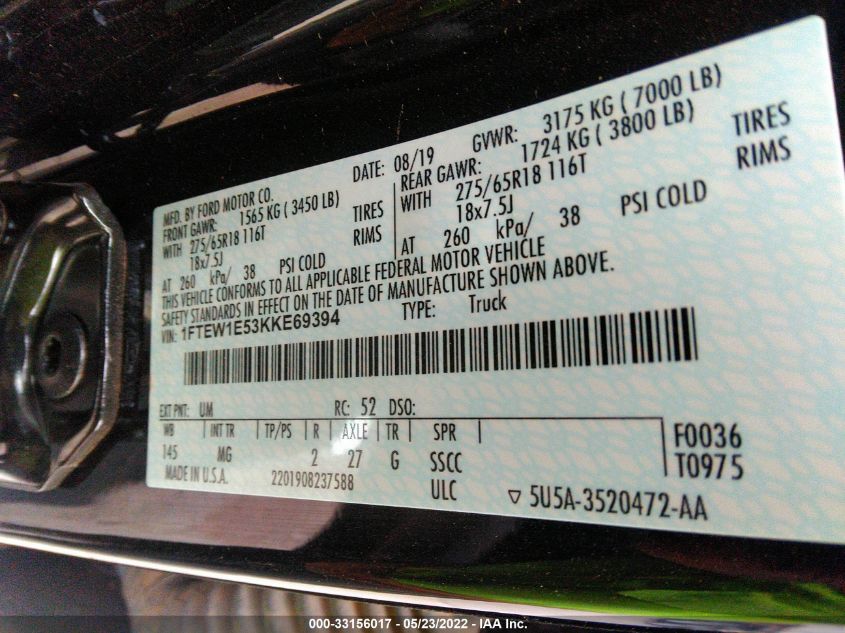 MFD. BY FORD MOTOR CO.
DATE: 08/19
GVWR: 3175 KG ( 7000 LB)
FRONT GAWR: 1565 KG ( 3450 LB)
REAR GAWR: 1724 KG ( 3800 LB)
WITH 275/65R18 116T TIRES
WITH 275/65R18 116T TIRES
18x7.5J RIMS
18x7.5J RIMS
AT 260 kPa/ 38 PSI COLD
AT 260 kPa/ 38 PSI COLD
THIS VEHICLE CONFORMS TO ALL APPLICABLE FEDERAL MOTOR VEHICLE
SAFETY STANDARDS IN EFFECT ON THE DATE OF MANUFACTURE SHOWN ABOVE.
VIN: 1FTEW1E53KKE69394 TYPE: Truck
EXT PNT: UM RC: 52 DSO:
WB INT TR TP/PS R AXLE TR SPR F0036
145 MG 2 27 G SSCC T0975
MADE IN U.S.A. 2201908237588 ULC ▽ 5U5A-3520472-AA
000-33156017 - 05/23/2022 - IAA Inc.